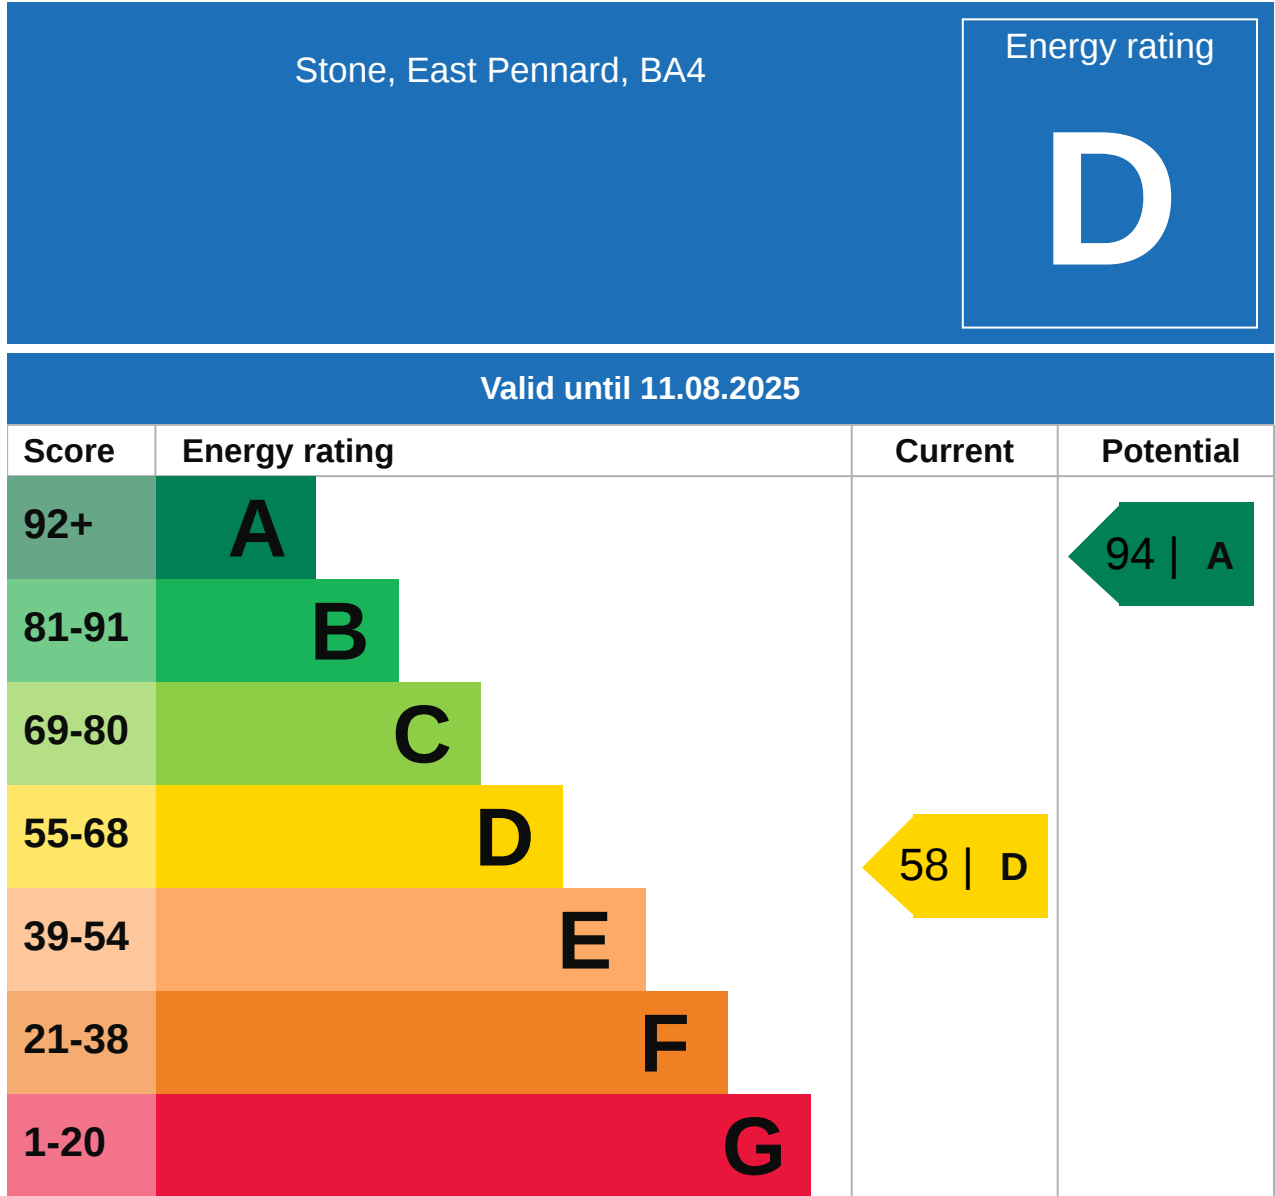 Stone, East Pennard, BA4
Energy rating
D
Valid until 11.08.2025
Score Energy rating Current Potential
92+ A 94 | A
81-91 B
69-80 C
55-68 D 58 | D
39-54 E
21-38 F
1-20 G